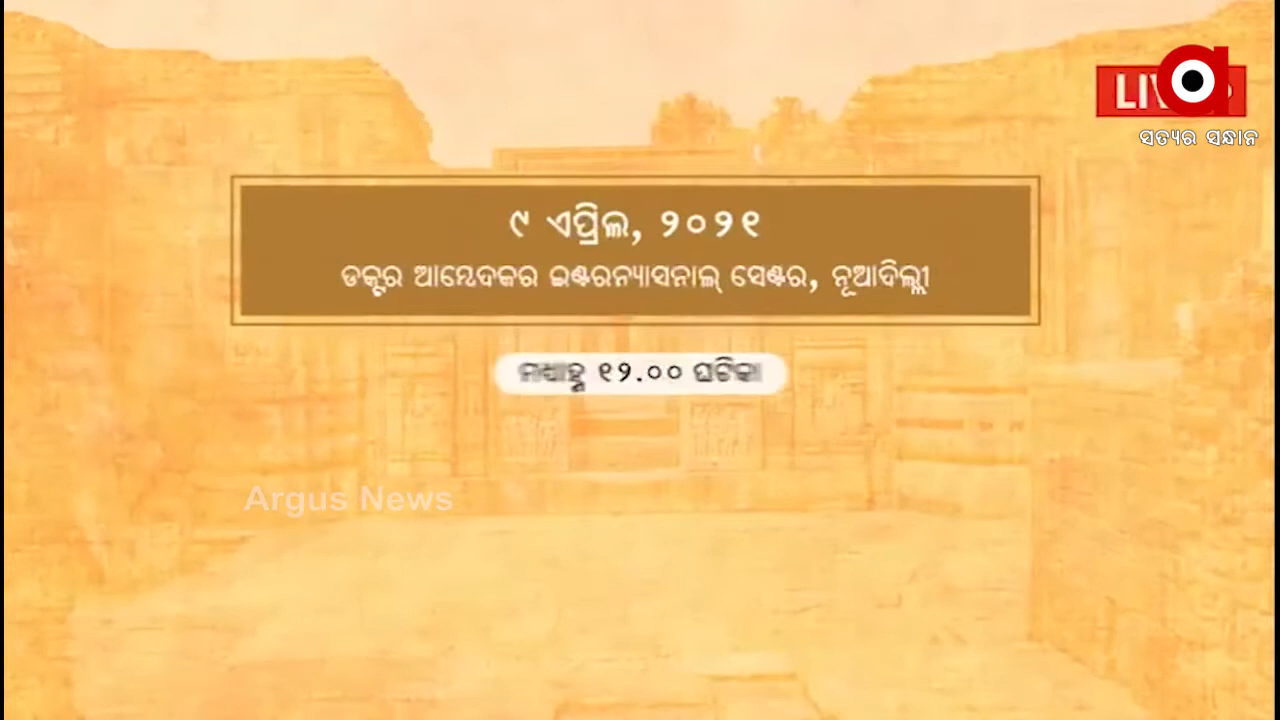 LIV
ସତ୍ୟର ସନ୍ଧାନ
୯ ଏପ୍ରିଲ, ୨୦୨୧
ଡକ୍ଟର ଆମ୍ବେଦକର ଇଣ୍ଟରନ୍ୟାସନାଲ୍ ସେଣ୍ଟର, ନୂଆଦିଲ୍ଲୀ
ମଧ୍ୟାହ୍ନ ୧୨.୦୦ ଘଟିକା
Argus News